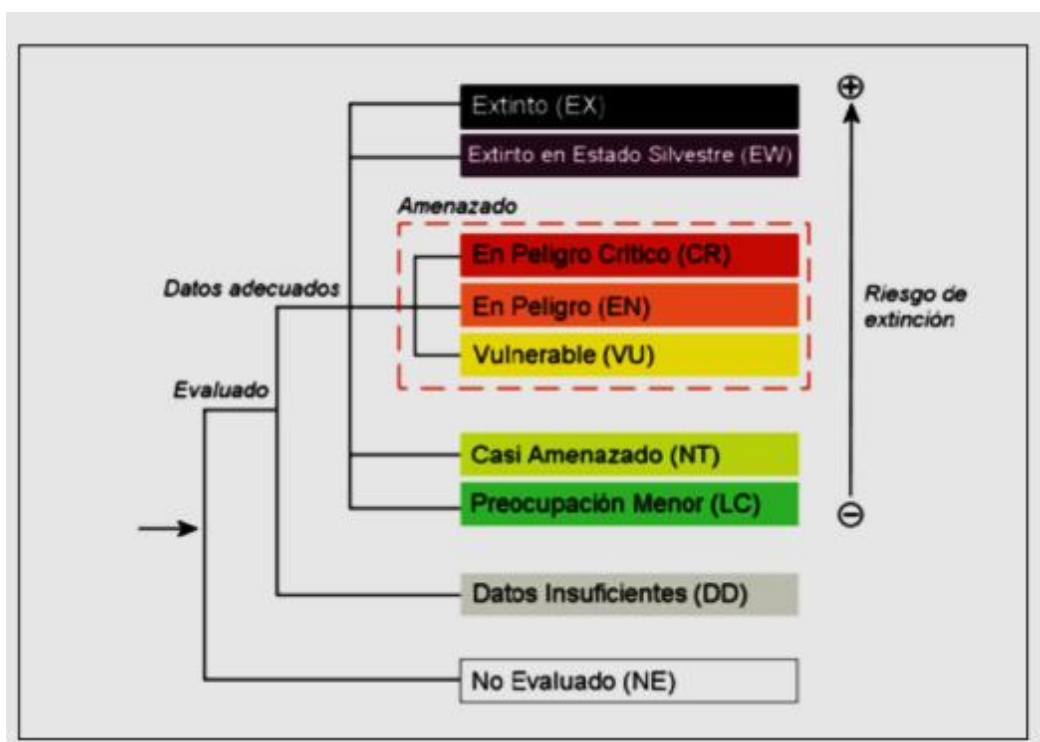 Extinto (EX)
Extinto en Estado Silvestre (EW)
Amenazado
En Peligro Crítico (CR)
Datos adecuados
En Peligro (EN)
Riesgo de
extinción
Vulnerable (VU)
Evaluado
Casi Amenazado (NT)
Preocupación Menor (LC)
Datos Insuficientes (DD)
No Evaluado (NE)